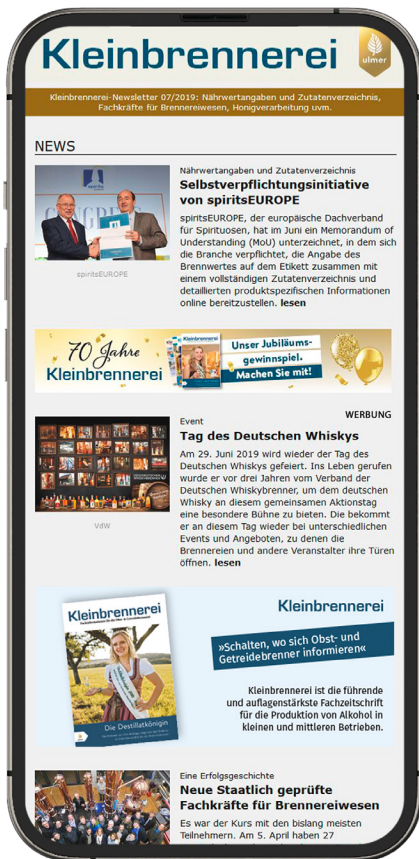 Kleinbrennerei
ulmer
Kleinbrennerei-Newsletter 07/2019: Nährwertangaben und Zutatenverzeichnis,
Fachkräfte für Brennereiwesen, Honigverarbeitung uvm.
NEWS
Nährwertangaben und Zutatenverzeichnis
Selbstverpflichtungsinitiative
von spiritsEUROPE
spiritsEUROPE, der europäische Dachverband
für Spirituosen, hat im Juni ein Memorandum of
Understanding (MoU) unterzeichnet, in dem sich
die Branche verpflichtet, die Angabe des
Brennwertes auf dem Etikett zusammen mit
einem vollständigen Zutatenverzeichnis und
detaillierten produktspezifischen Informationen
online bereitzustellen. lesen
spiritsEUROPE
70 Jahre
Kleinbrennerei
Kleinbrennerei
Unser Jubiläums-
gewinnspiel.
Machen Sie mit!
WERBUNG
Event
Tag des Deutschen Whiskys
Am 29. Juni 2019 wird wieder der Tag des
Deutschen Whiskys gefeiert. Ins Leben gerufen
wurde er vor drei Jahren vom Verband der
Deutschen Whiskybrenner, um dem deutschen
Whisky an diesem gemeinsamen Aktionstag
eine besondere Bühne zu bieten. Die bekommt
er an diesem Tag wieder bei unterschiedlichen
Events und Angeboten, zu denen die
Brennereien und andere Veranstalter ihre Türen
öffnen. lesen
VdW
Kleinbrennerei
Die Destillatkönigin
Kleinbrennerei
»Schalten, wo sich Obst- und
Getreidebrenner informieren«
Kleinbrennerei ist die führende
und auflagenstärkste Fachzeitschrift
für die Produktion von Alkohol in
kleinen und mittleren Betrieben.
Eine Erfolgsgeschichte
Neue Staatlich geprüfte
Fachkräfte für Brennereiwesen
Es war der Kurs mit den bislang meisten
Teilnehmern. Am 5. April haben 27